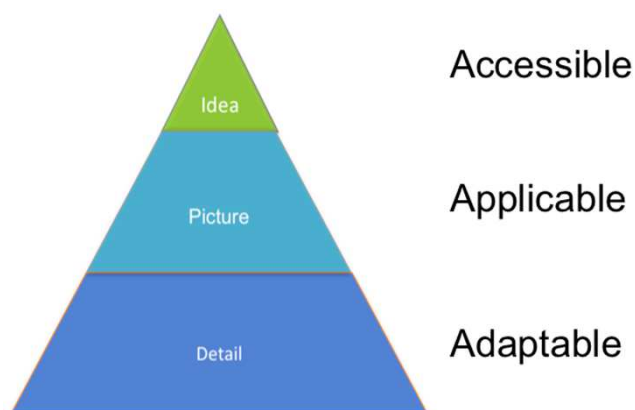 Idea
Accessible
Picture
Applicable
Detail
Adaptable